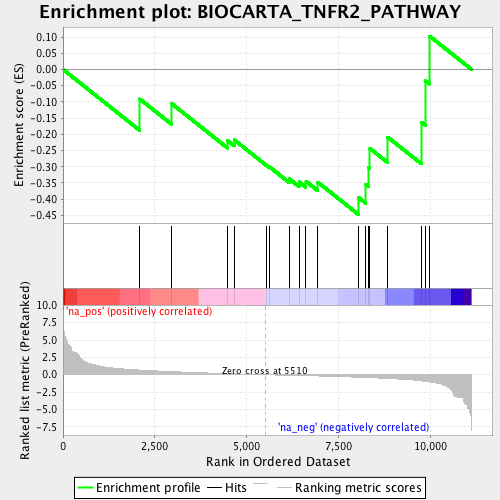 Enrichment plot: BIOCARTA_TNFR2_PATHWAY
Enrichment score (ES)
0.10
0.05
0.00
-0.05
-0.10
-0.15
-0.20
-0.25
-0.30
-0.35
-0.40
-0.45
Ranked list metric (PreRanked)
10.0
7.5
5.0
2.5
0.0
-2.5
-5.0
-7.5
'na_pos' (positively correlated)
Zero cross at 5510
'na_neg' (negatively correlated)
0
2,500
5,000
7,500
10,000
Rank in Ordered Dataset
Enrichment profile
Hits
Ranking metric scores